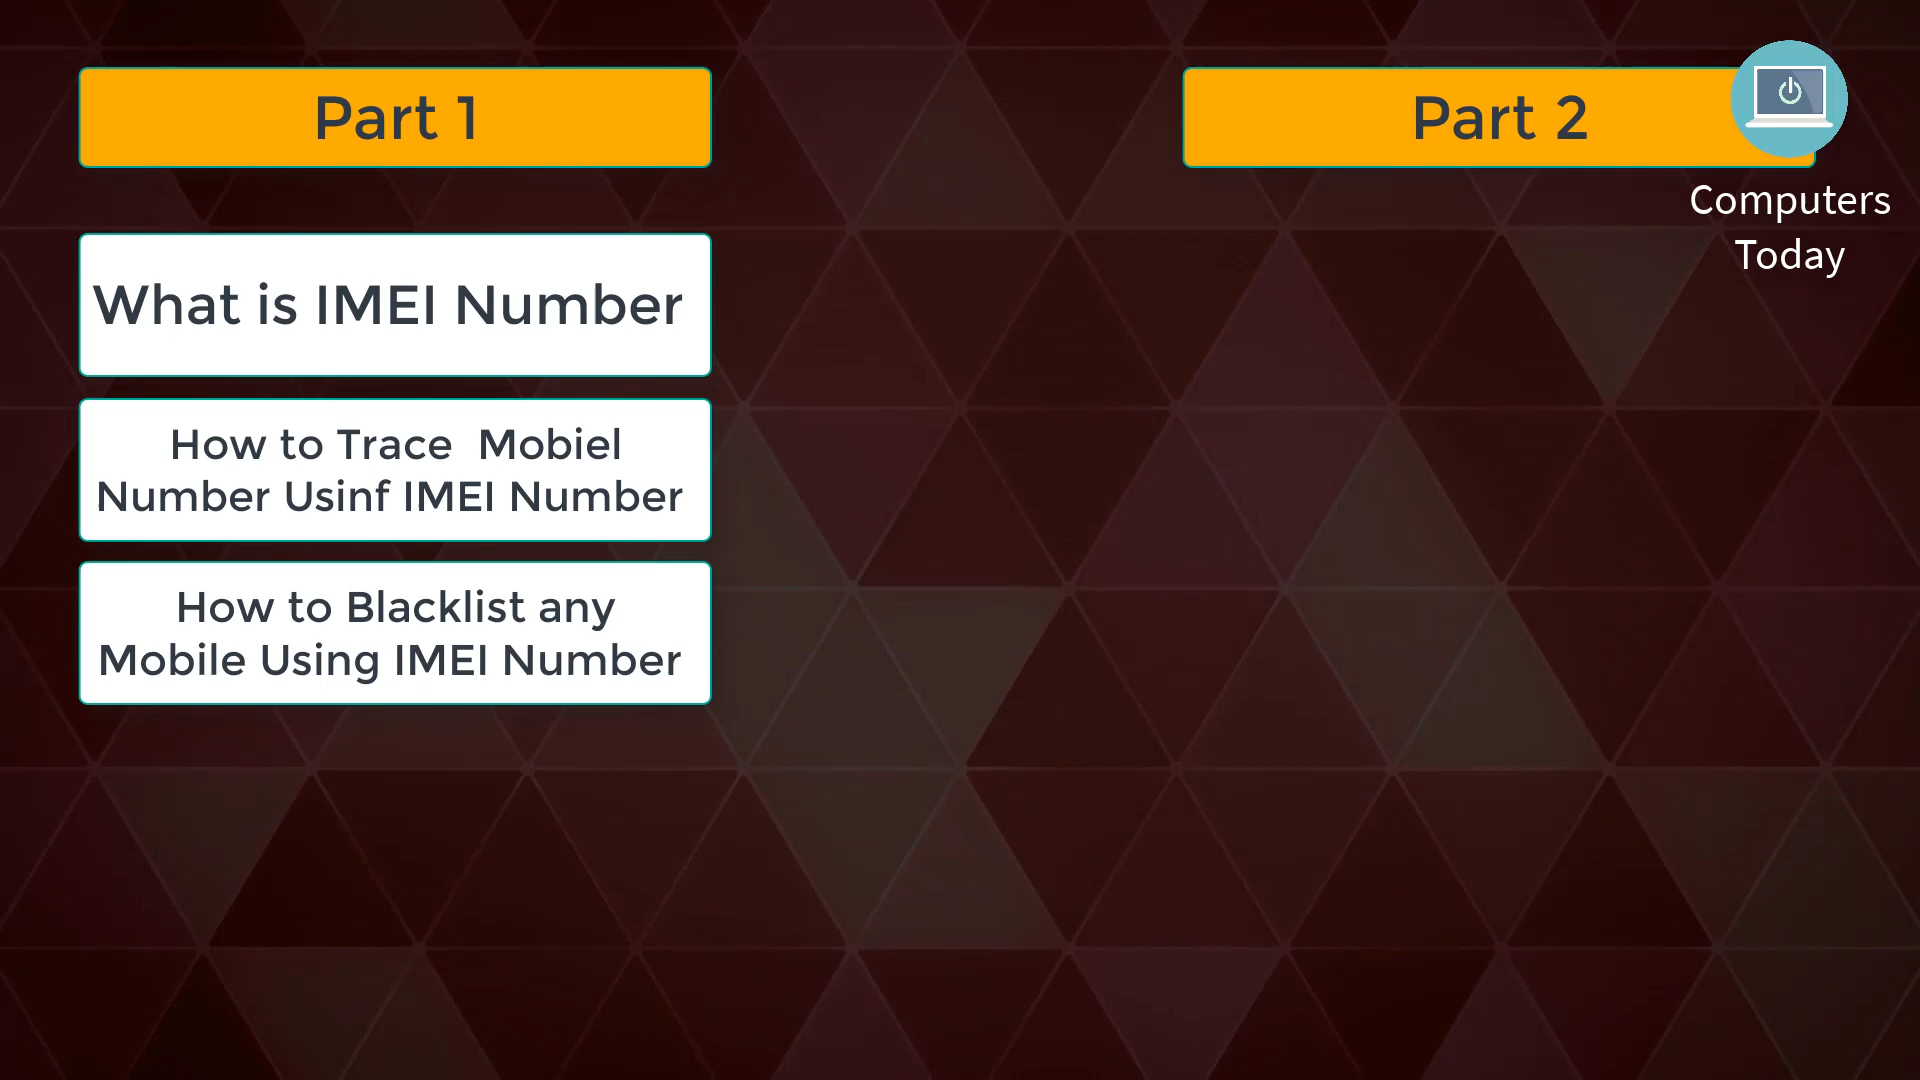 Part 1
What is IMEI Number
How to Trace  Mobiel
Number Usinf IMEI Number
How to Blacklist any
Mobile Using IMEI Number
Part 2
Computers
Today